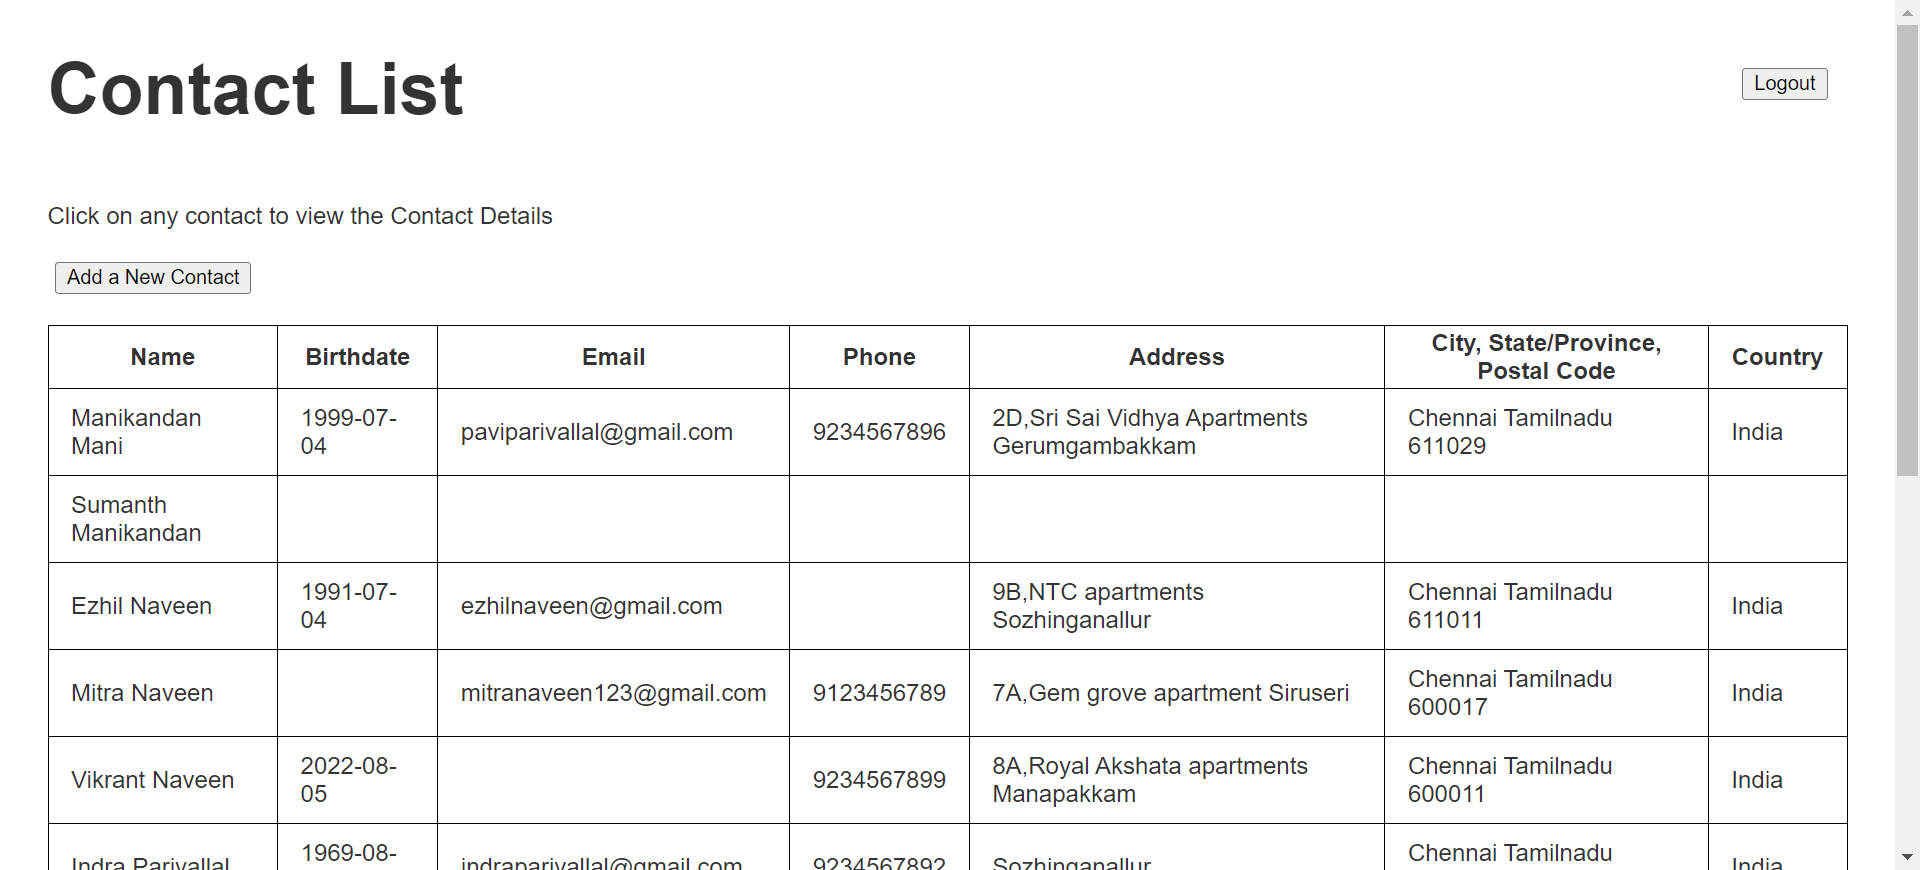 Contact List
Logout
Click on any contact to view the Contact Details
Add a New Contact
Name Birthdate Email Phone Address City, State/Province, Postal Code Country
Manikandan Mani 1999-07-04 paviparivallal@gmail.com 9234567896 2D,Sri Sai Vidhya Apartments Gerumgambakkam Chennai Tamilnadu 611029 India
Sumanth Manikandan
Ezhil Naveen 1991-07-04 ezhilnaveen@gmail.com 9B,NTC apartments Sozhinganallur Chennai Tamilnadu 611011 India
Mitra Naveen mitranaveen123@gmail.com 9123456789 7A,Gem grove apartment Siruseri Chennai Tamilnadu 600017 India
Vikrant Naveen 2022-08-05 9234567899 8A,Royal Akshata apartments Manapakkam Chennai Tamilnadu 600011 India
Indra Parivallal 1969-08- indraparivallal@gmail.com 9234567892 Sozhinganallur Chennai Tamilnadu India